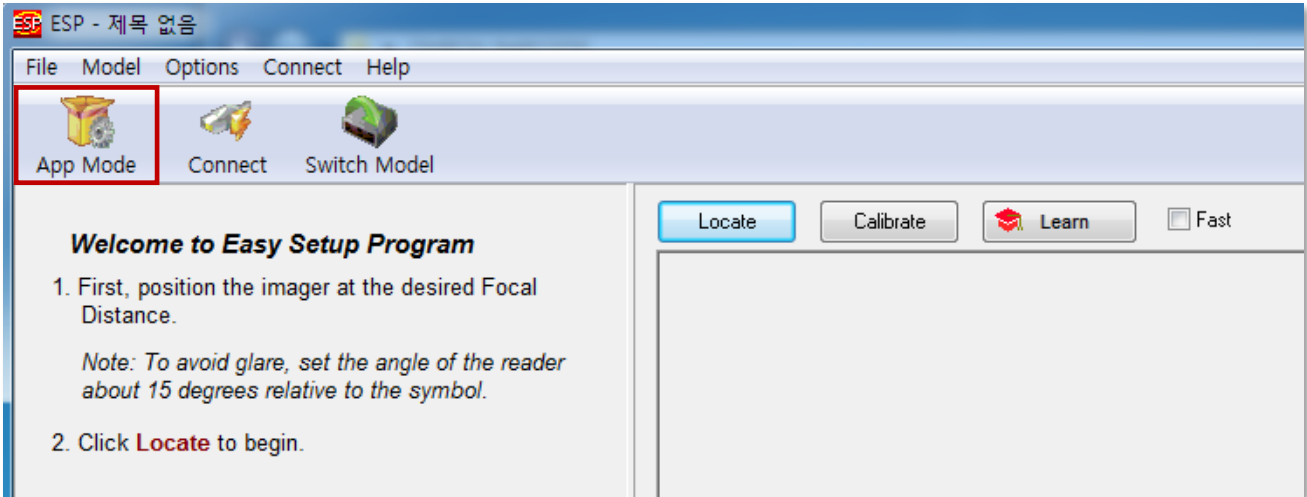 ESP - 제목 없음
File Model Options Connect Help
App Mode Connect Switch Model
Welcome to Easy Setup Program
1. First, position the imager at the desired Focal
Distance.
Note: To avoid glare, set the angle of the reader
about 15 degrees relative to the symbol.
2. Click Locate to begin.
Locate Calibrate Learn Fast